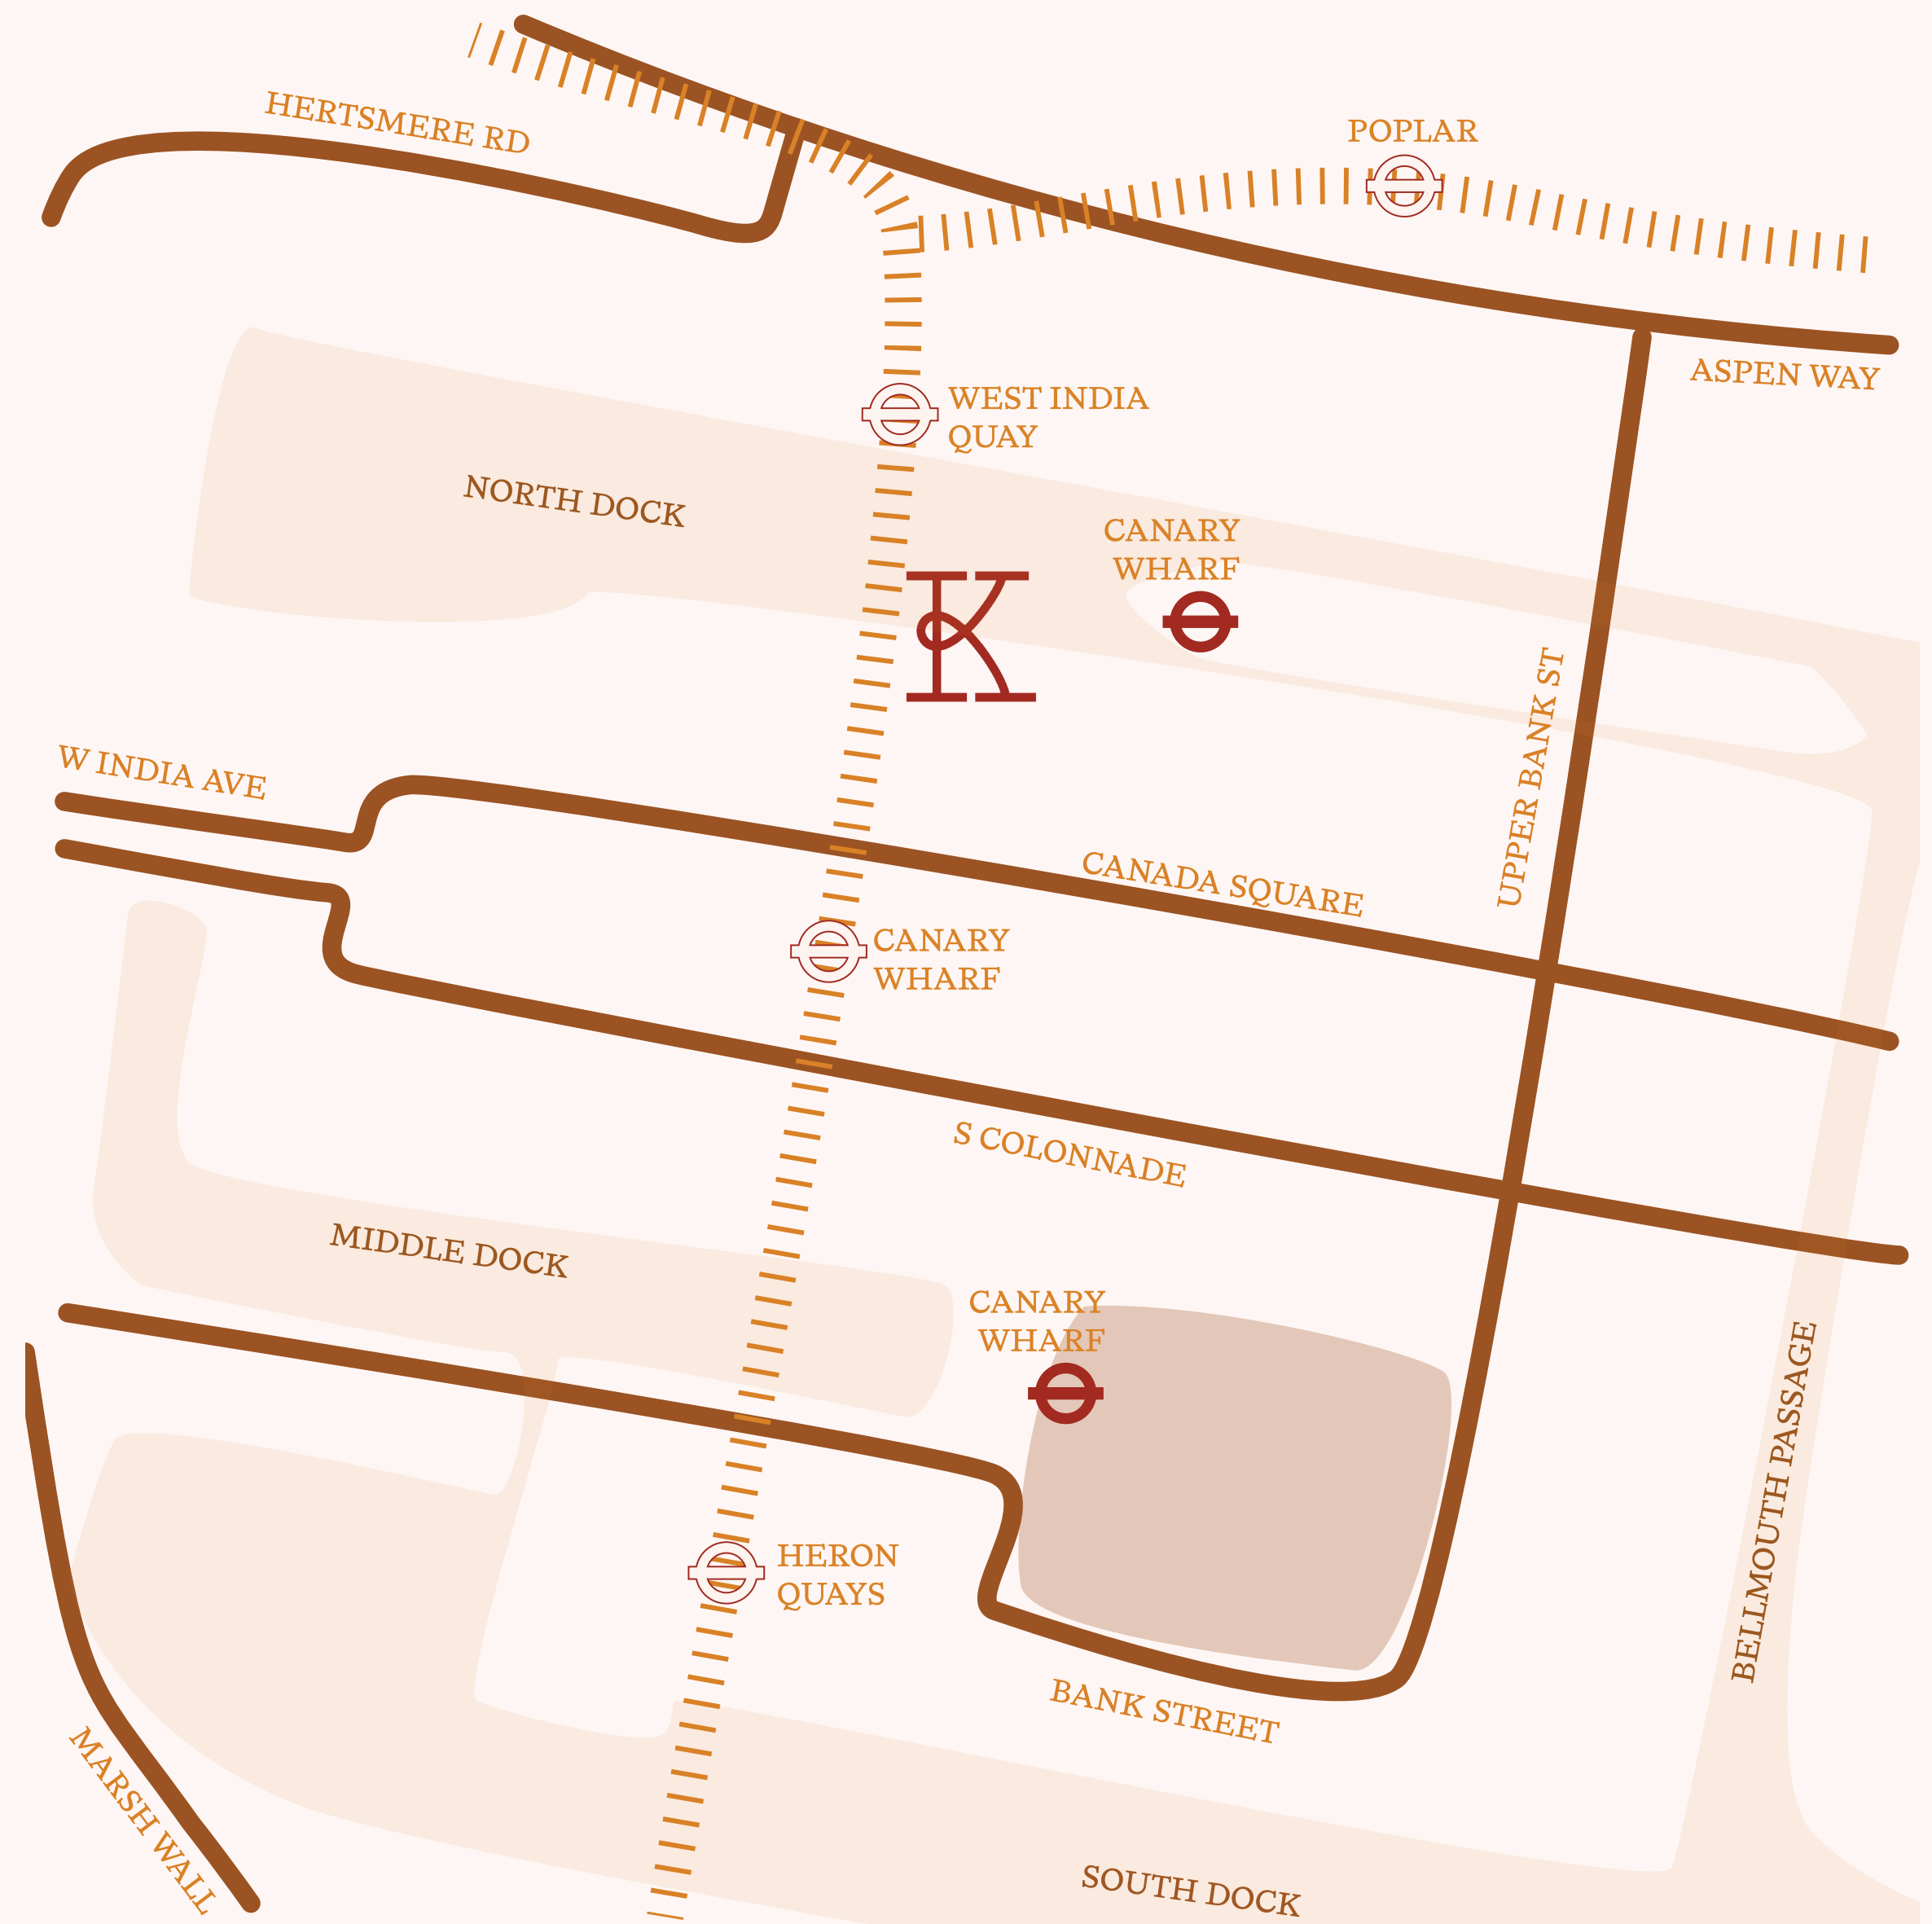 HERTSMERE RD
POPLAR
ASPEN WAY
WEST INDIA
QUAY
NORTH DOCK
CANARY
WHARF
K
UPPER BANK ST
W INDIA AVE
CANADA SQUARE
CANARY
WHARF
S COLONNADE
MIDDLE DOCK
CANARY
WHARF
BELLMOUTH PASSAGE
HERON
QUAYS
BANK STREET
MARSH WALL
SOUTH DOCK